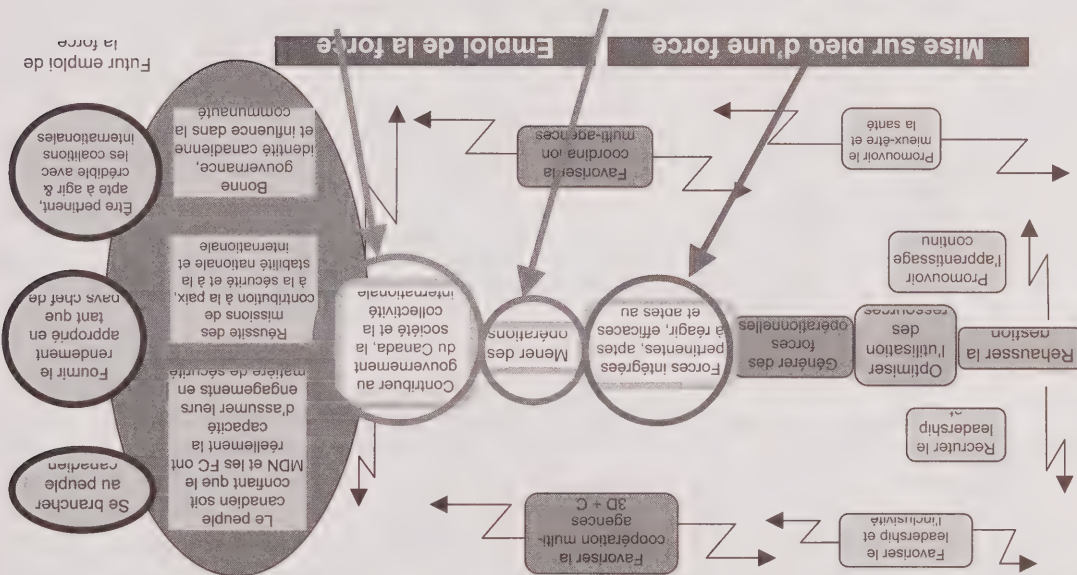 Favoriser le
leadership et
l'inclusivité
Favoriser la
coopération multi-
agences
3D + C
Le peuple
canadien soit
confiant que le
MDN et les FC ont
réellement la
capacité
d'assumer leurs
engagements en
matière de sécurité
Se brancher
au peuple
canadien
Recruter le
leadership
et
Rehausser la
gestion
Optimiser
l'utilisation
des
ressources
Générer des
forces
opérationnelles
Forces intégrées
pertinentes, aptes
à réagir, efficaces,
et aptes au
Mener des
opérations
Contribuer au
gouvernement
du Canada, la
société et la
collectivité
internationale
Réussite des
missions de
contribution à la paix,
à la sécurité et à la
stabilité nationale et
internationale
Fournir le
rendement
approprié en
tant que
pays chef de
Promouvoir
l'apprentissage
continu
Promouvoir le
mieux-être et
la santé
Favoriser la
coordination
multi-agences
Bonne
gouvernance,
identité canadienne
et influence dans la
communauté
Être pertinent,
apte à agir &
crédible avec
les coalitions
internationales
Mise sur pied d'une force
Emploi de la force
Futur emploi de
la force